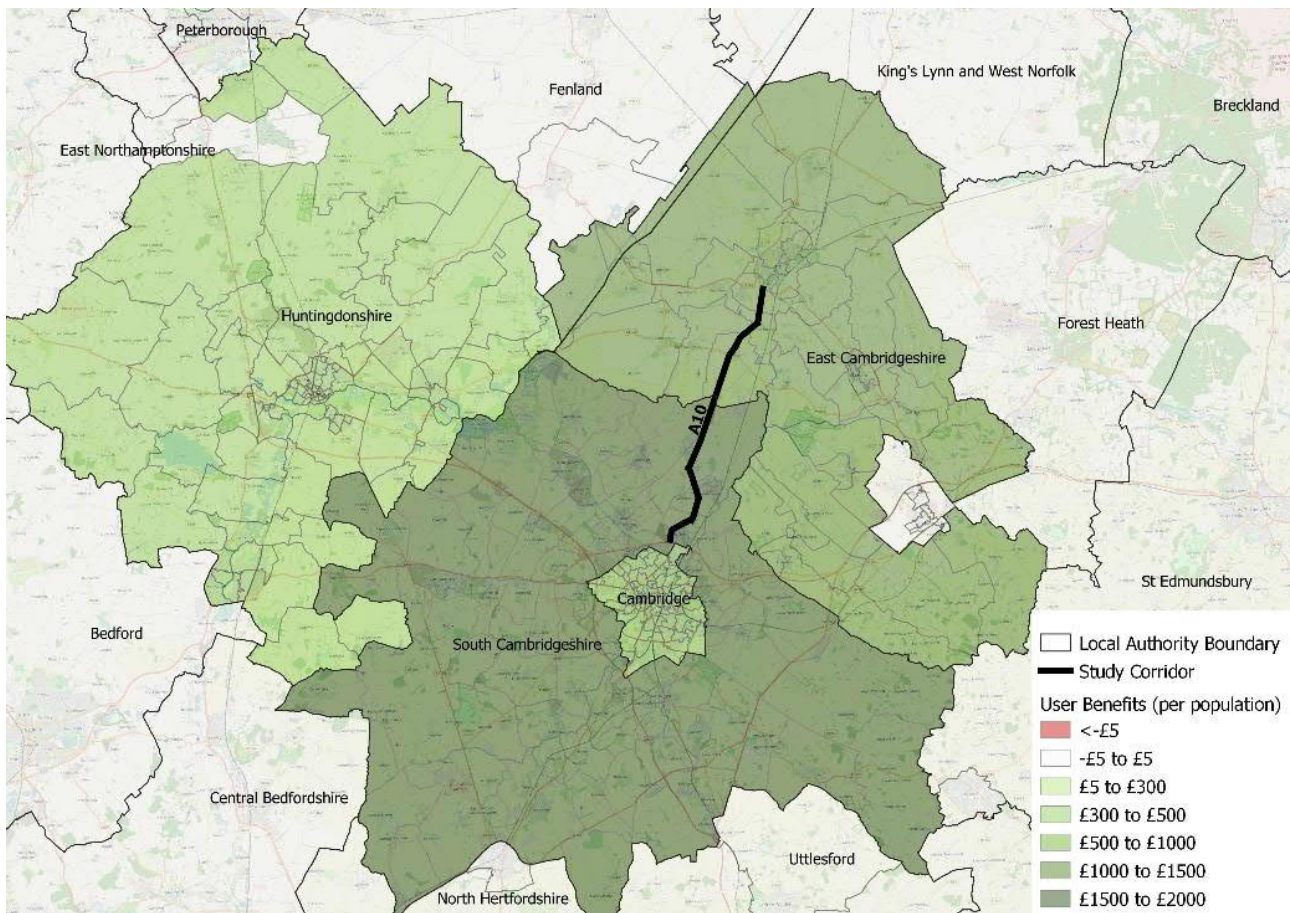 Peterborough
King's Lynn and West Norfolk
Fenland
Breckland
East Northamptonshire
Huntingdonshire
Forest Heath
East Cambridgeshire
A10
Cambridge
St Edmundsbury
Bedford
South Cambridgeshire
Central Bedfordshire
Uttlesford
North Hertfordshire
Local Authority Boundary
Study Corridor
User Benefits (per population)
<-£5
-£5 to £5
£5 to £300
£300 to £500
£500 to £1000
£1000 to £1500
£1500 to £2000